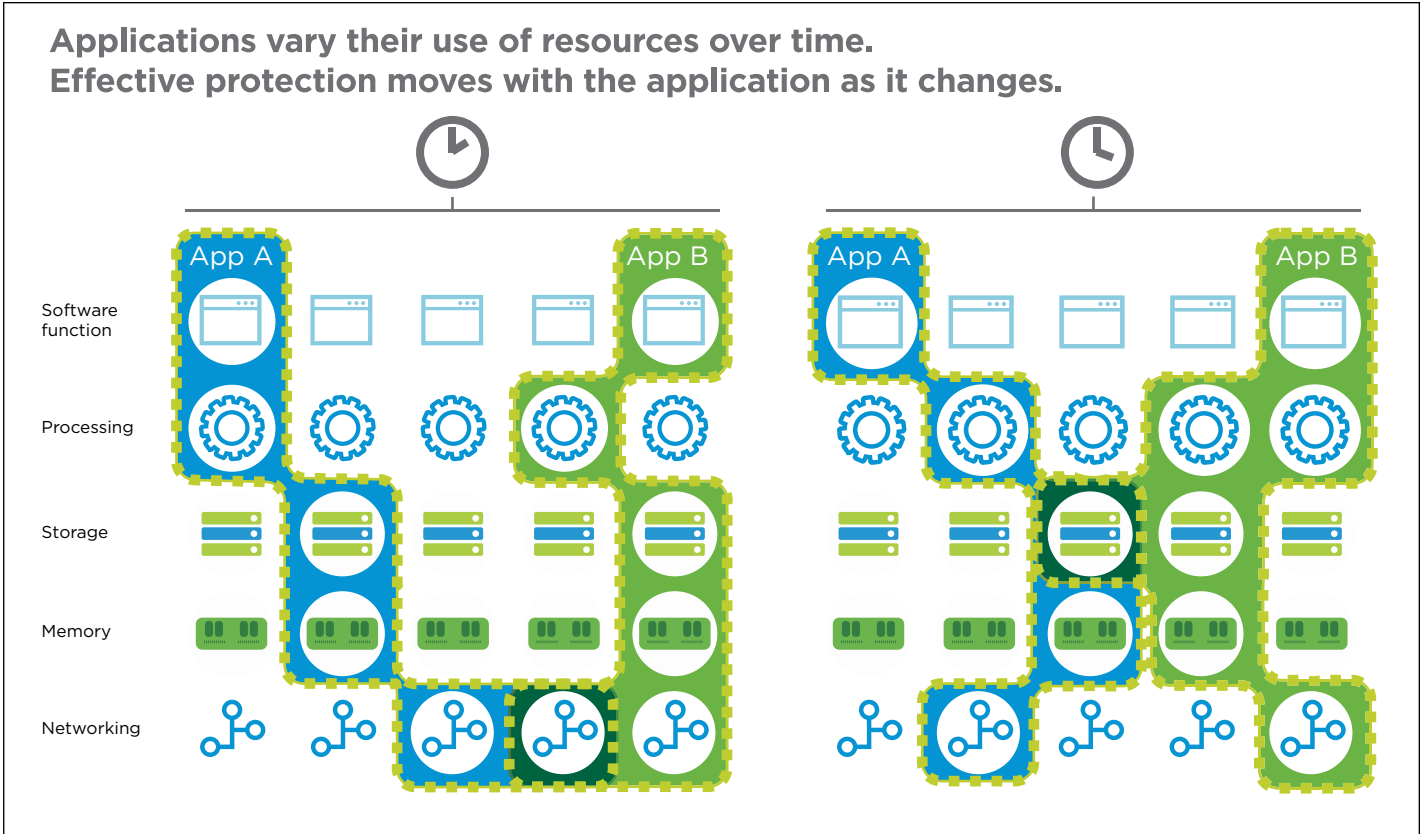 Applications vary their use of resources over time.
Effective protection moves with the application as it changes.
App A
App B
App A
App B
Software
function
Processing
Storage
Memory
Networking